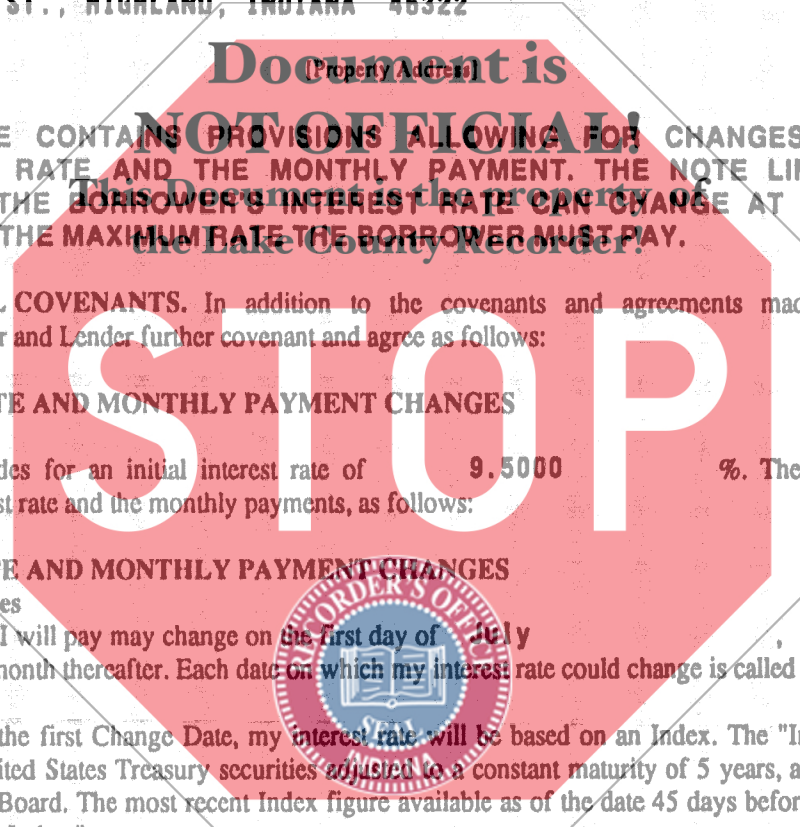 ST., HIGHLAND, INDIANA 46322
Document is
[Property Address]
NOT OFFICIAL!
E CONTAINS PROVISIONS ALLOWING FOR CHANGES
RATE AND THE MONTHLY PAYMENT. THE NOTE LI
This Document is the property of
THE BORROWER'S INTEREST RATE CAN CHANGE AT
the Lake County Recorder!
THE MAXIMUM RATE THE BORROWER MUST PAY.
L COVENANTS. In addition to the covenants and agreements mad
r and Lender further covenant and agree as follows:
STOP
TE AND MONTHLY PAYMENT CHANGES
des for an initial interest rate of 9.5000 %. The
st rate and the monthly payments, as follows:
E AND MONTHLY PAYMENT CHANGES
es
I will pay may change on the first day of July ,
month thereafter. Each date on which my interest rate could change is called
RECORDER'S OFFIC
SEAL
the first Change Date, my interest rate will be based on an Index. The "I
ited States Treasury securities adjusted to a constant maturity of 5 years, a
Board. The most recent Index figure available as of the date 45 days befor